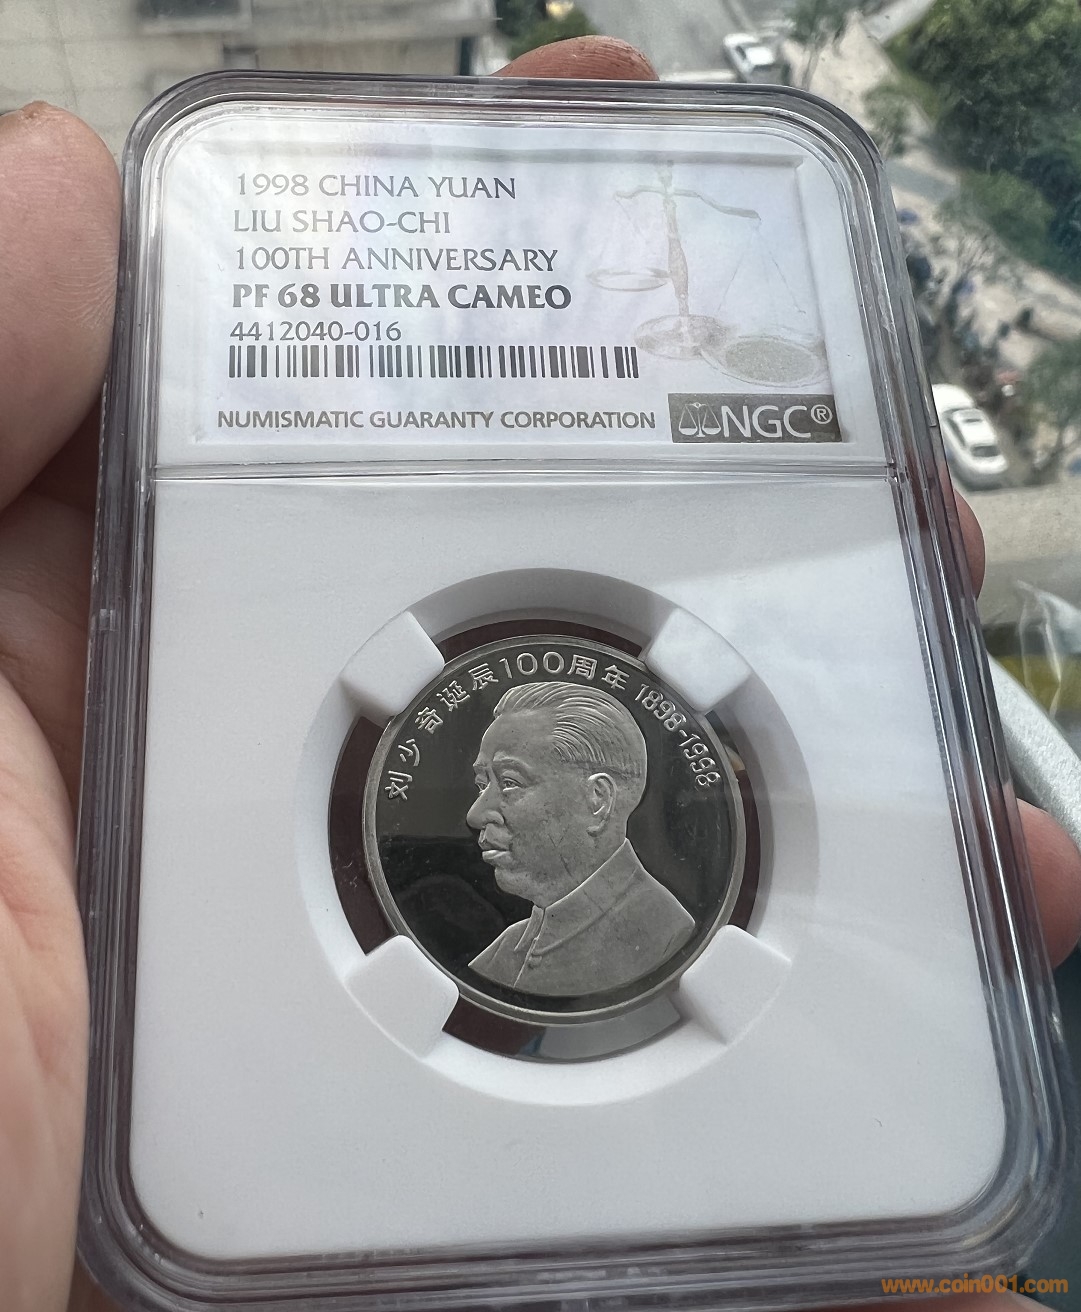 1998 CHINA YUAN
LIU SHAO-CHI
100TH ANNIVERSARY
PF 68 ULTRA CAMEO
4412040-016
NUMISMATIC GUARANTY CORPORATION
NGC®
刘少奇诞辰100周年 1898-1998
www.coin001.com